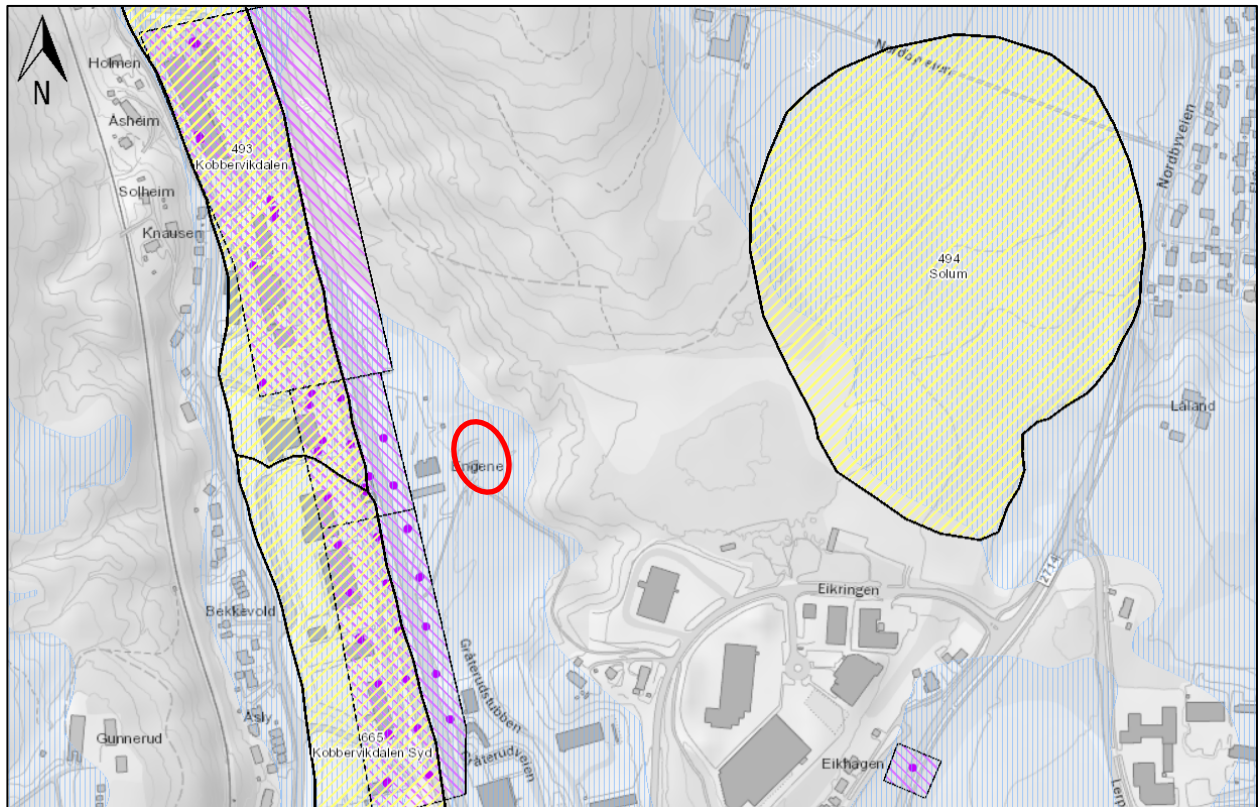 N
Holmen
Åsheim
Solheim
Knausen
493
Kobbervikdalen
Nordbyveien
494
Solum
Laland
Engene
Bekkevold
Åsly
Gunnerud
665
Kobbervikdalen Syd
Gråterudstubben
Gråterudveien
Eikringen
2714
Eikhagen